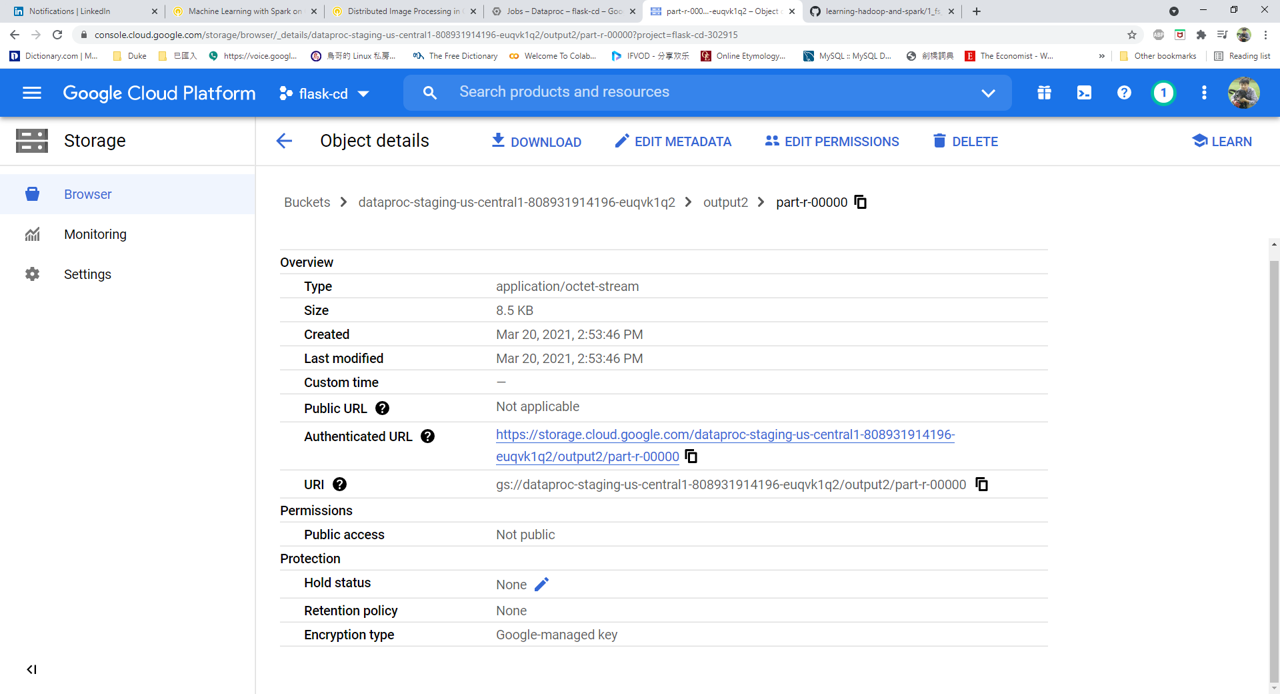 Notifications | LinkedIn
Machine Learning with Spark on
Distributed Image Processing in
Jobs – Dataproc – flask-cd – Goo
part-r-000...-euqvk1q2 – Object
learning-hadoop-and-spark/1_f
console.cloud.google.com/storage/browser/_details/dataproc-staging-us-central1-808931914196-euqvk1q2/output2/part-r-00000?project=flask-cd-302915
Dictionary.com | M...
Duke
巴國入
https://voice.googl...
鳥哥的 Linux 私房...
The Free Dictionary
Welcome To Colab...
IFVOD - 分享欢乐
Online Etymology...
MySQL :: MySQL D...
劍橋詞典
The Economist - W...
»
Other bookmarks
Reading list
Google Cloud Platform
flask-cd
Search products and resources
1
Storage
Object details
DOWNLOAD
EDIT METADATA
EDIT PERMISSIONS
DELETE
LEARN
Browser
Monitoring
Settings
Buckets > dataproc-staging-us-central1-808931914196-euqvk1q2 > output2 > part-r-00000
Overview
Type application/octet-stream
Size 8.5 KB
Created Mar 20, 2021, 2:53:46 PM
Last modified Mar 20, 2021, 2:53:46 PM
Custom time —
Public URL Not applicable
Authenticated URL https://storage.cloud.google.com/dataproc-staging-us-central1-808931914196-
euqvk1q2/output2/part-r-00000
URI gs://dataproc-staging-us-central1-808931914196-euqvk1q2/output2/part-r-00000
Permissions
Public access Not public
Protection
Hold status None
Retention policy None
Encryption type Google-managed key